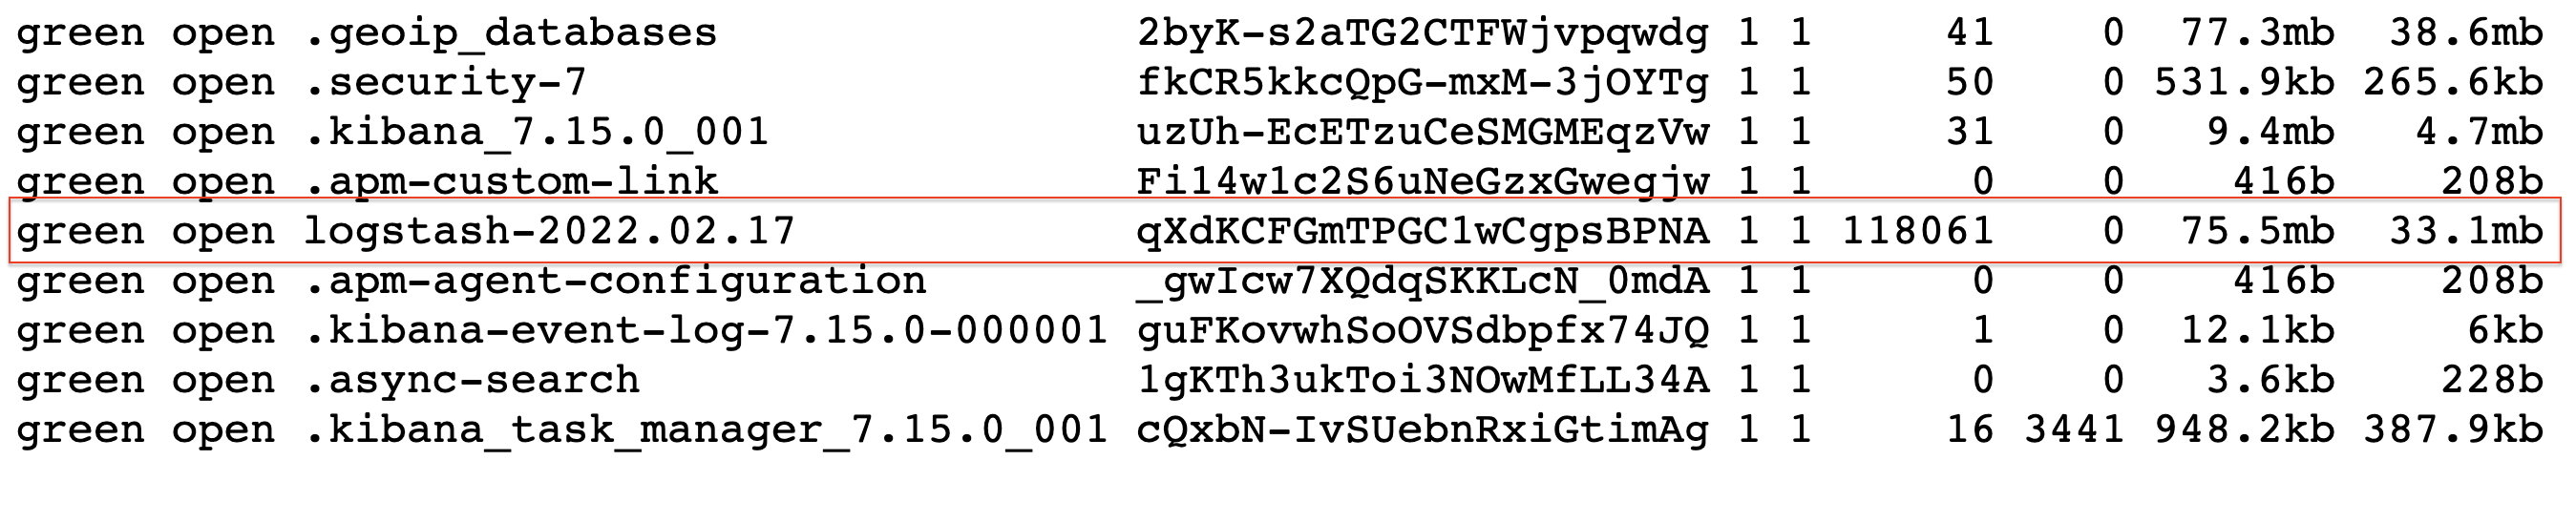 green open .geoip_databases 2byK-s2aTG2CTFWjvpqwdg 1 1 41 0 77.3mb 38.6mb
green open .security-7 fkCR5kkcQpG-mxM-3jOYTg 1 1 50 0 531.9kb 265.6kb
green open .kibana_7.15.0_001 uzUh-EcETzuCeSMGMEqzVw 1 1 31 0 9.4mb 4.7mb
green open .apm-custom-link Fi14w1c2S6uNeGzxGwegjw 1 1 0 0 416b 208b
green open logstash-2022.02.17 qXdKCFGmTPGC1wCgpsBPNA 1 1 118061 0 75.5mb 33.1mb
green open .apm-agent-configuration _gwIcw7XQdqSKKLcN_0mdA 1 1 0 0 416b 208b
green open .kibana-event-log-7.15.0-000001 guFKovwhSoOVSdbpfx74JQ 1 1 1 0 12.1kb 6kb
green open .async-search 1gKTh3ukToi3NOwMfLL34A 1 1 0 0 3.6kb 228b
green open .kibana_task_manager_7.15.0_001 cQxbN-IvSUebnRxiGtimAg 1 1 16 3441 948.2kb 387.9kb